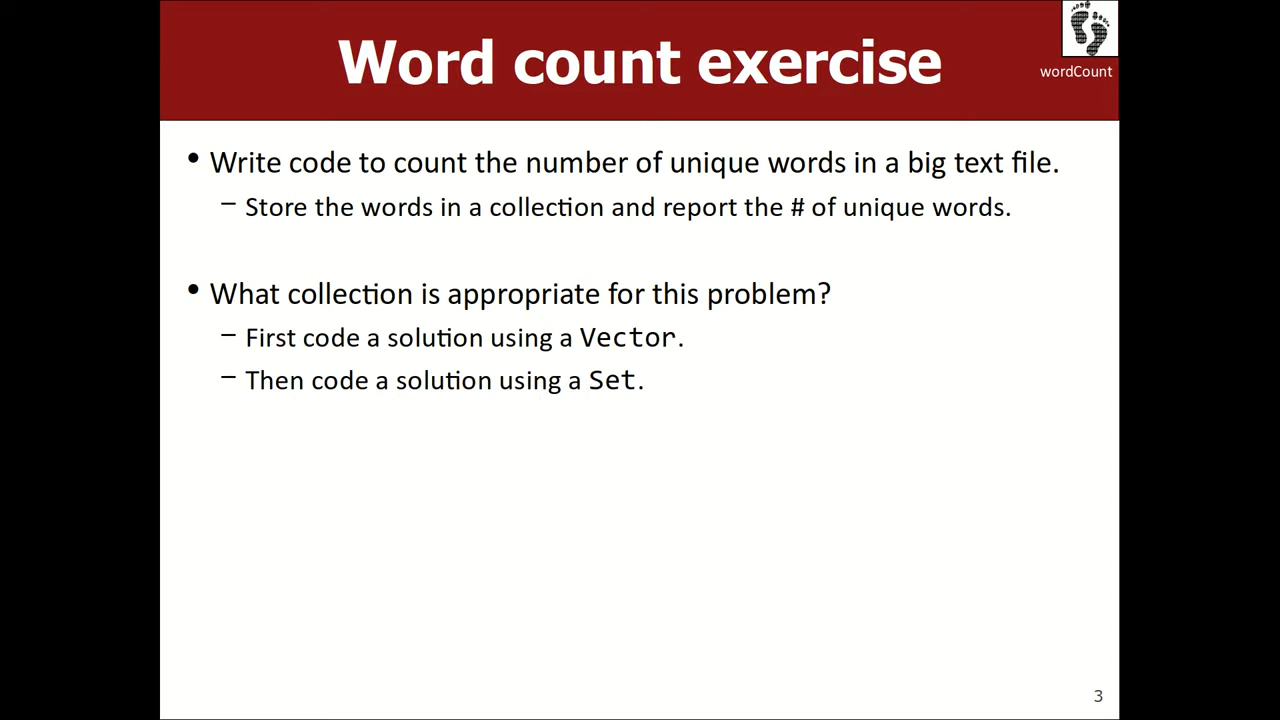 Word count exercise
wordCount
• Write code to count the number of unique words in a big text file.
– Store the words in a collection and report the # of unique words.
• What collection is appropriate for this problem?
– First code a solution using a Vector.
– Then code a solution using a Set.
3